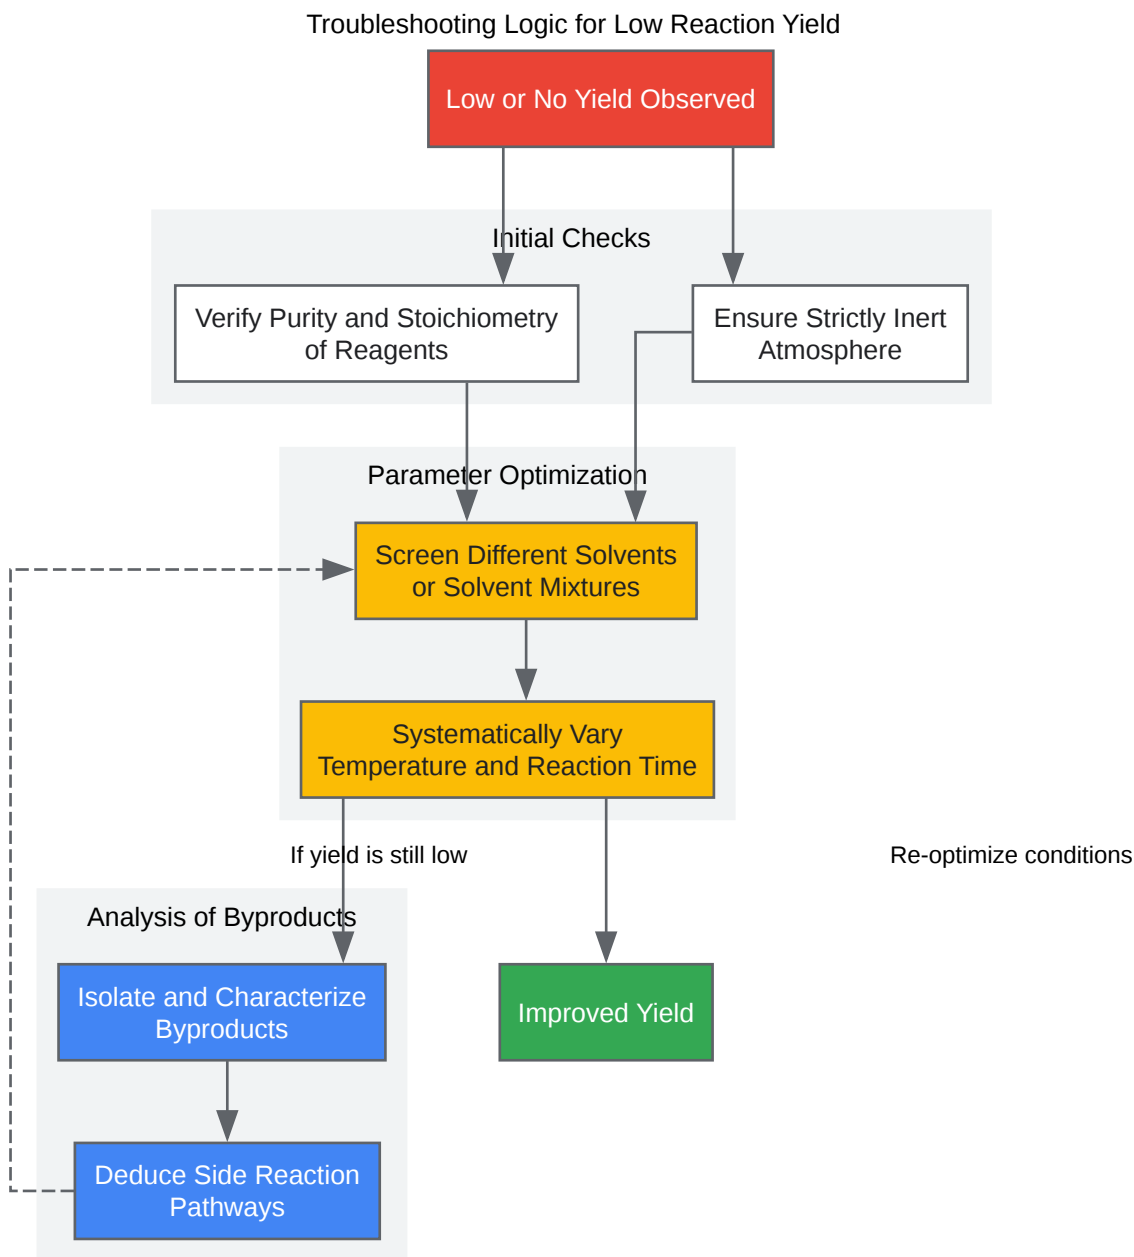 Troubleshooting Logic for Low Reaction Yield
Low or No Yield Observed
Initial Checks
Verify Purity and Stoichiometry
of Reagents
Ensure Strictly Inert
Atmosphere
Parameter Optimization
Screen Different Solvents
or Solvent Mixtures
Systematically Vary
Temperature and Reaction Time
If yield is still low
Re-optimize conditions
Analysis of Byproducts
Isolate and Characterize
Byproducts
Improved Yield
Deduce Side Reaction
Pathways